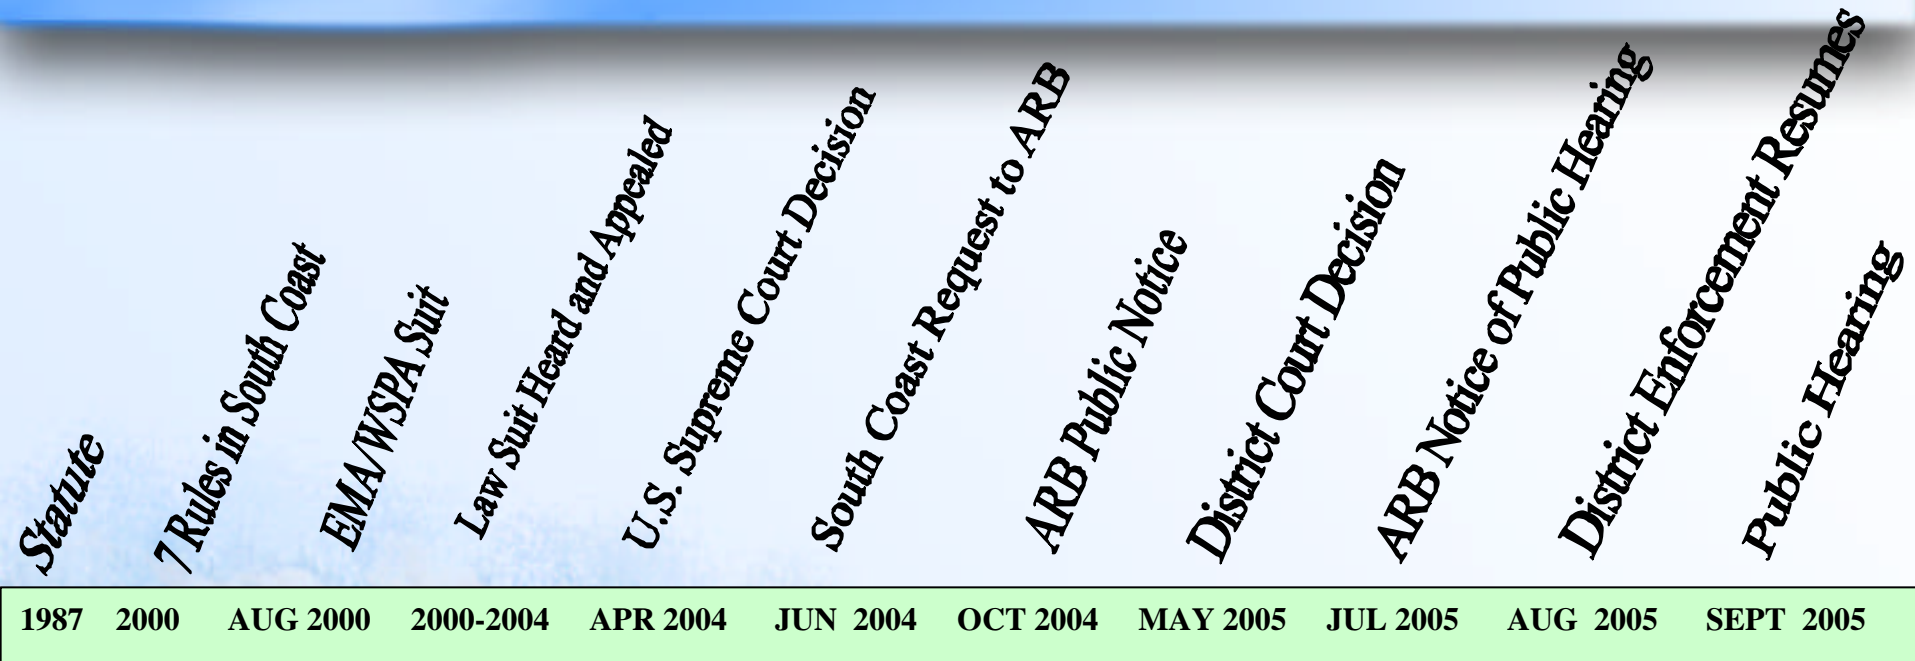 Statute
7 Rules in South Coast
EMA/WSPA Suit
Law Suit Heard and Appealed
U.S. Supreme Court Decision
South Coast Request to ARB
ARB Public Notice
District Court Decision
ARB Notice of Public Hearing
District Enforcement Resumes
Public Hearing
1987 2000 AUG 2000 2000-2004 APR 2004 JUN 2004 OCT 2004 MAY 2005 JUL 2005 AUG 2005 SEPT 2005